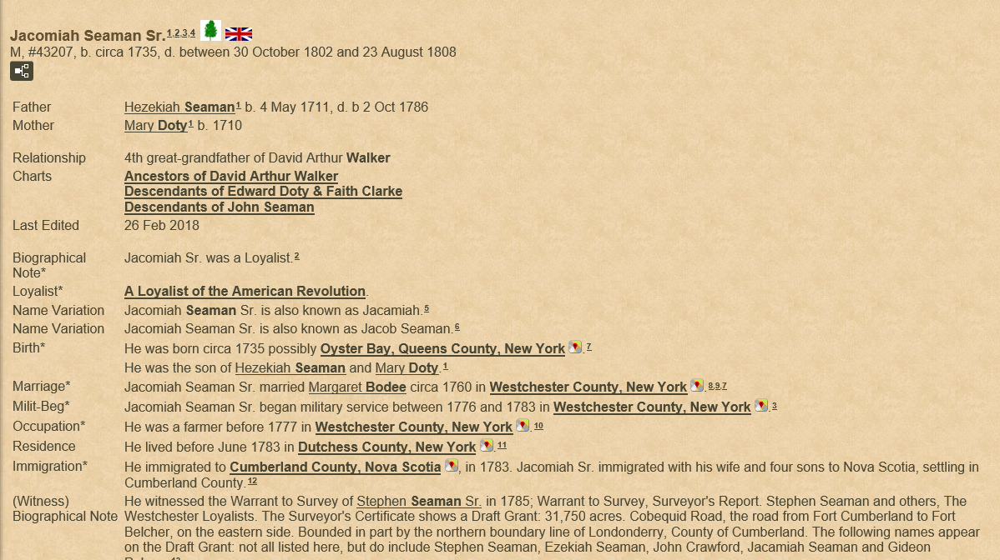 Jacomiah Seaman Sr.1,2,3,4
M, #43207, b. circa 1735, d. between 30 October 1802 and 23 August 1808
Father Hezekiah Seaman1 b. 4 May 1711, d. b 2 Oct 1786
Mother Mary Doty1 b. 1710
Relationship 4th great-grandfather of David Arthur Walker
Charts Ancestors of David Arthur Walker
Descendants of Edward Doty & Faith Clarke
Descendants of John Seaman
Last Edited 26 Feb 2018
Biographical Note* Jacomiah Sr. was a Loyalist.2
Loyalist* A Loyalist of the American Revolution.
Name Variation Jacomiah Seaman Sr. is also known as Jacamiah.5
Name Variation Jacomiah Seaman Sr. is also known as Jacob Seaman.6
Birth* He was born circa 1735 possibly Oyster Bay, Queens County, New York.7
He was the son of Hezekiah Seaman and Mary Doty.1
Marriage* Jacomiah Seaman Sr. married Margaret Bodee circa 1760 in Westchester County, New York.8,9,7
Milit-Beg* Jacomiah Seaman Sr. began military service between 1776 and 1783 in Westchester County, New York.3
Occupation* He was a farmer before 1777 in Westchester County, New York.10
Residence He lived before June 1783 in Dutchess County, New York.11
Immigration* He immigrated to Cumberland County, Nova Scotia, in 1783. Jacomiah Sr. immigrated with his wife and four sons to Nova Scotia, settling in
Cumberland County.12
(Witness) He witnessed the Warrant to Survey of Stephen Seaman Sr. in 1785; Warrant to Survey, Surveyor's Report. Stephen Seaman and others, The
Biographical Note Westchester Loyalists. The Surveyor's Certificate shows a Draft Grant: 31,750 acres. Cobequid Road, the road from Fort Cumberland to Fort
Belcher, on the eastern side. Bounded in part by the northern boundary line of Londonderry, County of Cumberland. The following names appear
on the Draft Grant: not all listed here, but do include Stephen Seaman, Ezekiah Seaman, John Crawford, Jacamiah Seaman and Gideon